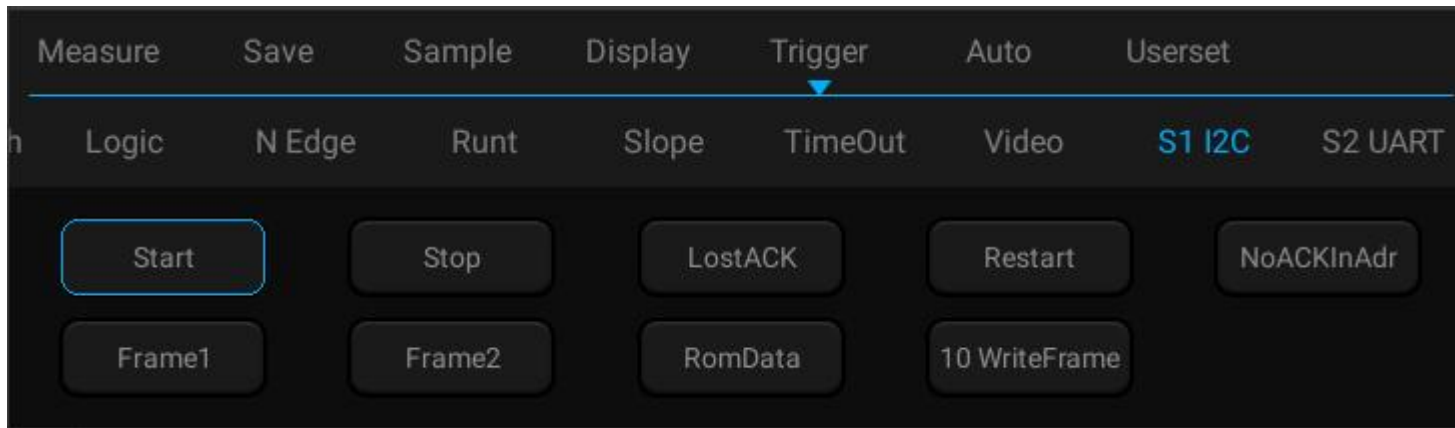 Measure Save Sample Display Trigger Auto Userset
h Logic N Edge Runt Slope TimeOut Video S1 I2C S2 UART
Start Stop LostACK Restart NoACKInAdr
Frame1 Frame2 RomData 10 WriteFrame